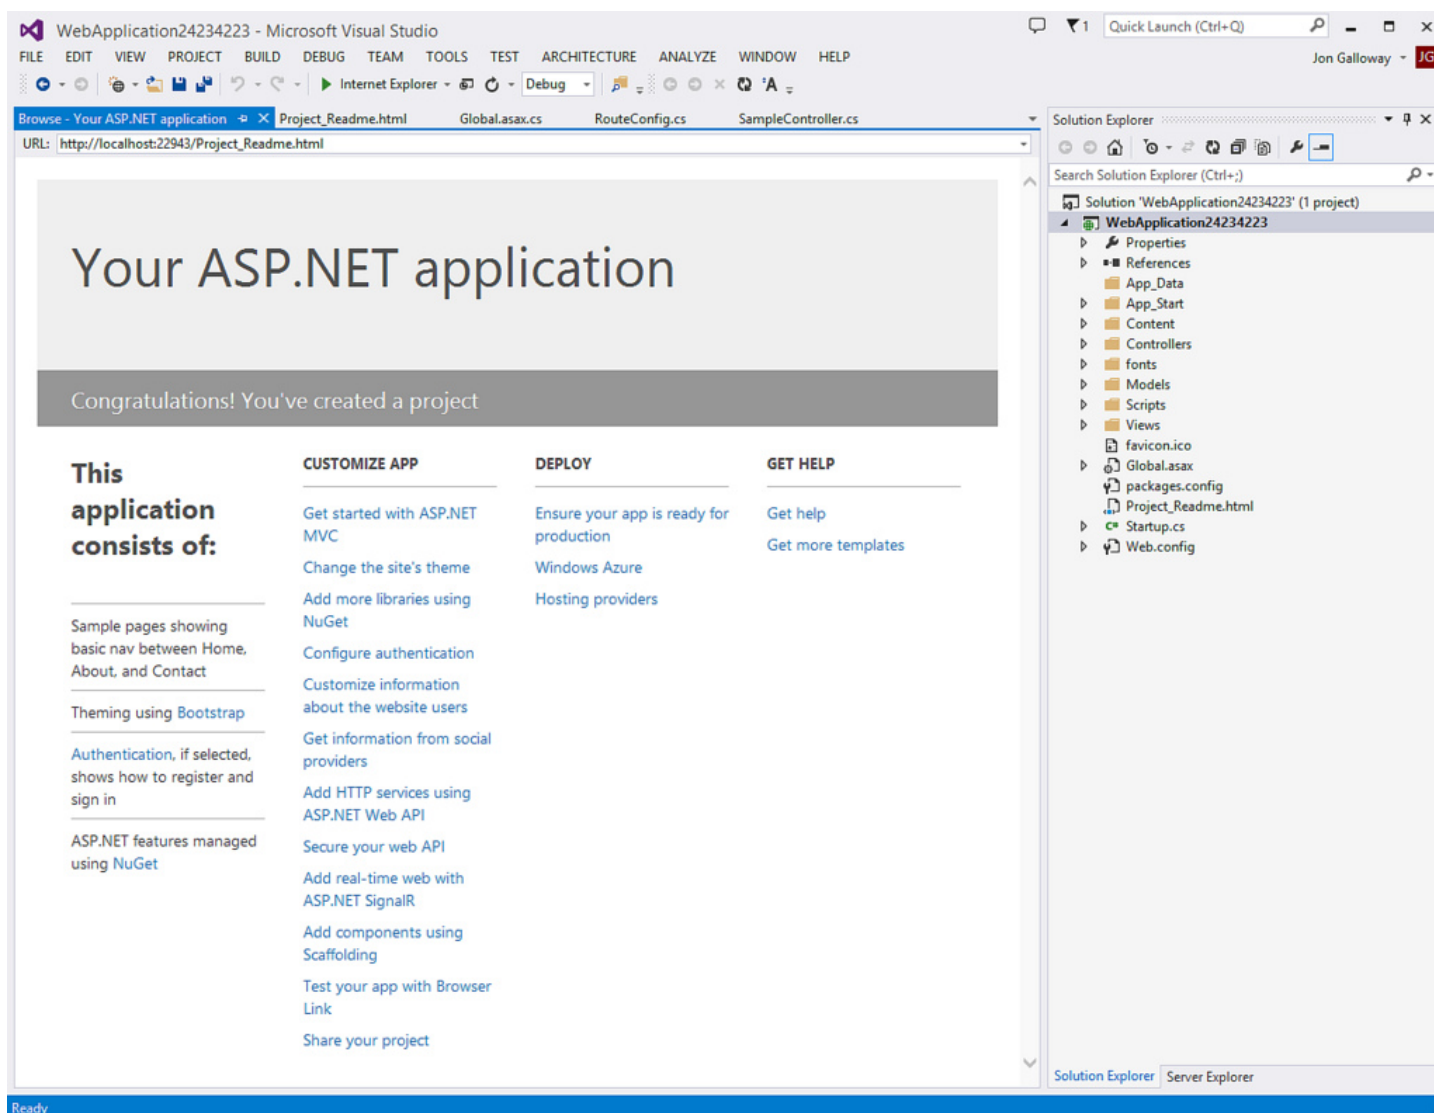 WebApplication24234223 - Microsoft Visual Studio
1
Quick Launch (Ctrl+Q)
FILE EDIT VIEW PROJECT BUILD DEBUG TEAM TOOLS TEST ARCHITECTURE ANALYZE WINDOW HELP
Jon Galloway
JG
Internet Explorer
Debug
Browse - Your ASP.NET application
Project_Readme.html
Global.asax.cs
RouteConfig.cs
SampleController.cs
URL: http://localhost:22943/Project_Readme.html
Your ASP.NET application
Congratulations! You've created a project
This
application
consists of:
Sample pages showing
basic nav between Home,
About, and Contact
Theming using Bootstrap
Authentication, if selected,
shows how to register and
sign in
ASP.NET features managed
using NuGet
CUSTOMIZE APP
Get started with ASP.NET
MVC
Change the site's theme
Add more libraries using
NuGet
Configure authentication
Customize information
about the website users
Get information from social
providers
Add HTTP services using
ASP.NET Web API
Secure your web API
Add real-time web with
ASP.NET SignalR
Add components using
Scaffolding
Test your app with Browser
Link
Share your project
DEPLOY
Ensure your app is ready for
production
Windows Azure
Hosting providers
GET HELP
Get help
Get more templates
Solution Explorer
Search Solution Explorer (Ctrl+;)
Solution 'WebApplication24234223' (1 project)
WebApplication24234223
Properties
References
App_Data
App_Start
Content
Controllers
fonts
Models
Scripts
Views
favicon.ico
Global.asax
packages.config
Project_Readme.html
C# Startup.cs
Web.config
Solution Explorer Server Explorer
Ready